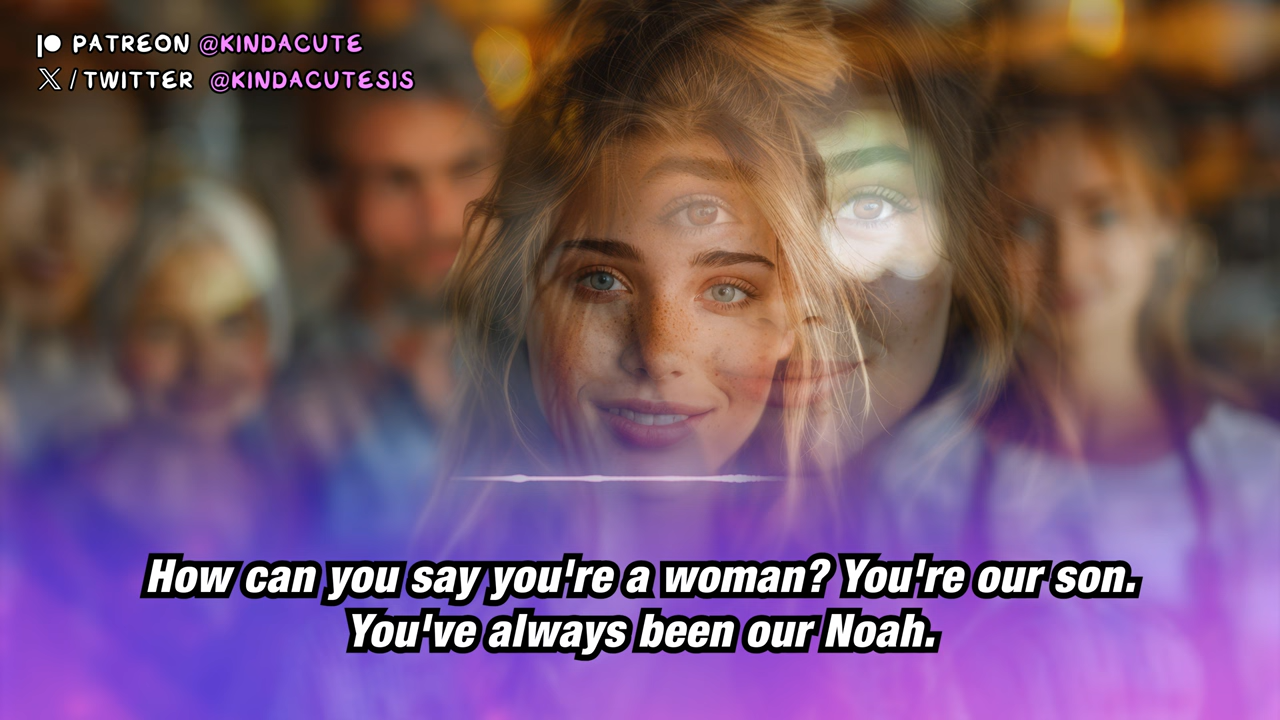 PATREON @KINDACUTE
X / TWITTER @KINDACUTESIS
How can you say you're a woman? You're our son.
You've always been our Noah.